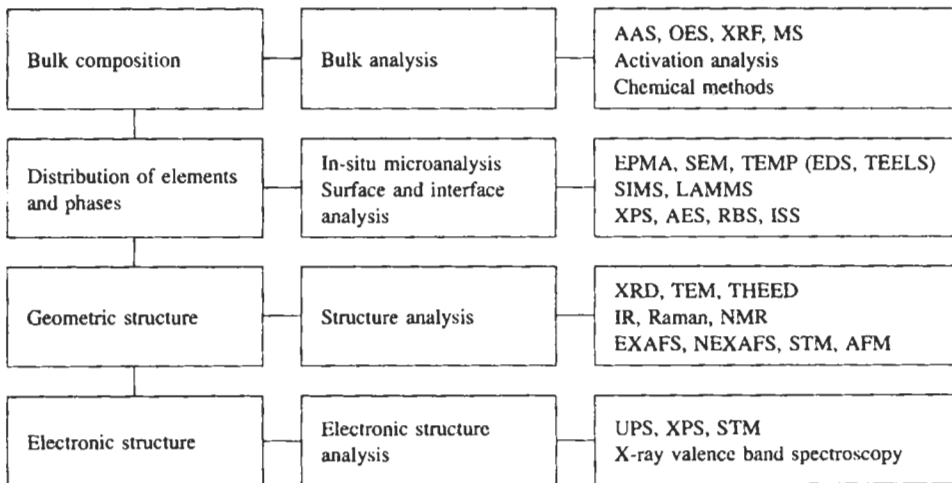 Bulk composition
Bulk analysis
AAS, OES, XRF, MS
Activation analysis
Chemical methods
Distribution of elements
and phases
In-situ microanalysis
Surface and interface
analysis
EPMA, SEM, TEMP (EDS, TEELS)
SIMS, LAMMS
XPS, AES, RBS, ISS
Geometric structure
Structure analysis
XRD, TEM, THEED
IR, Raman, NMR
EXAFS, NEXAFS, STM, AFM
Electronic structure
Electronic structure
analysis
UPS, XPS, STM
X-ray valence band spectroscopy